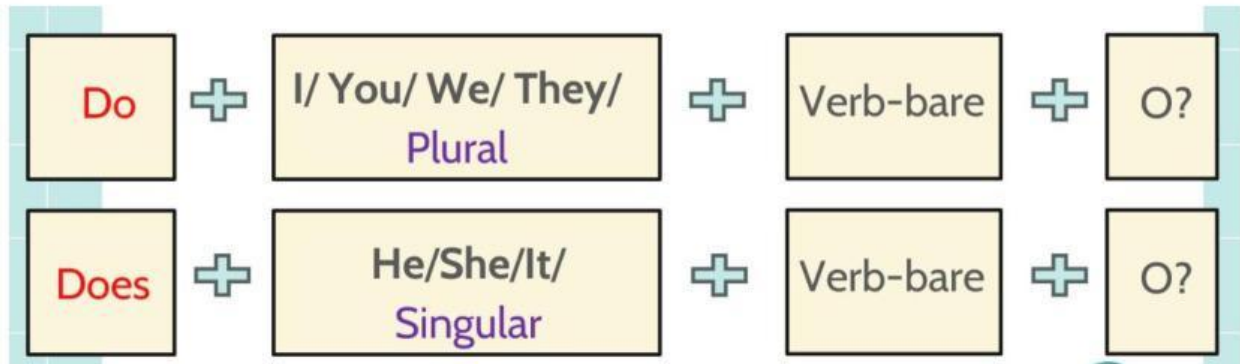 Do I/ You/ We/ They/ Verb-bare O?
Plural
Does He/She/It/ Verb-bare O?
Singular